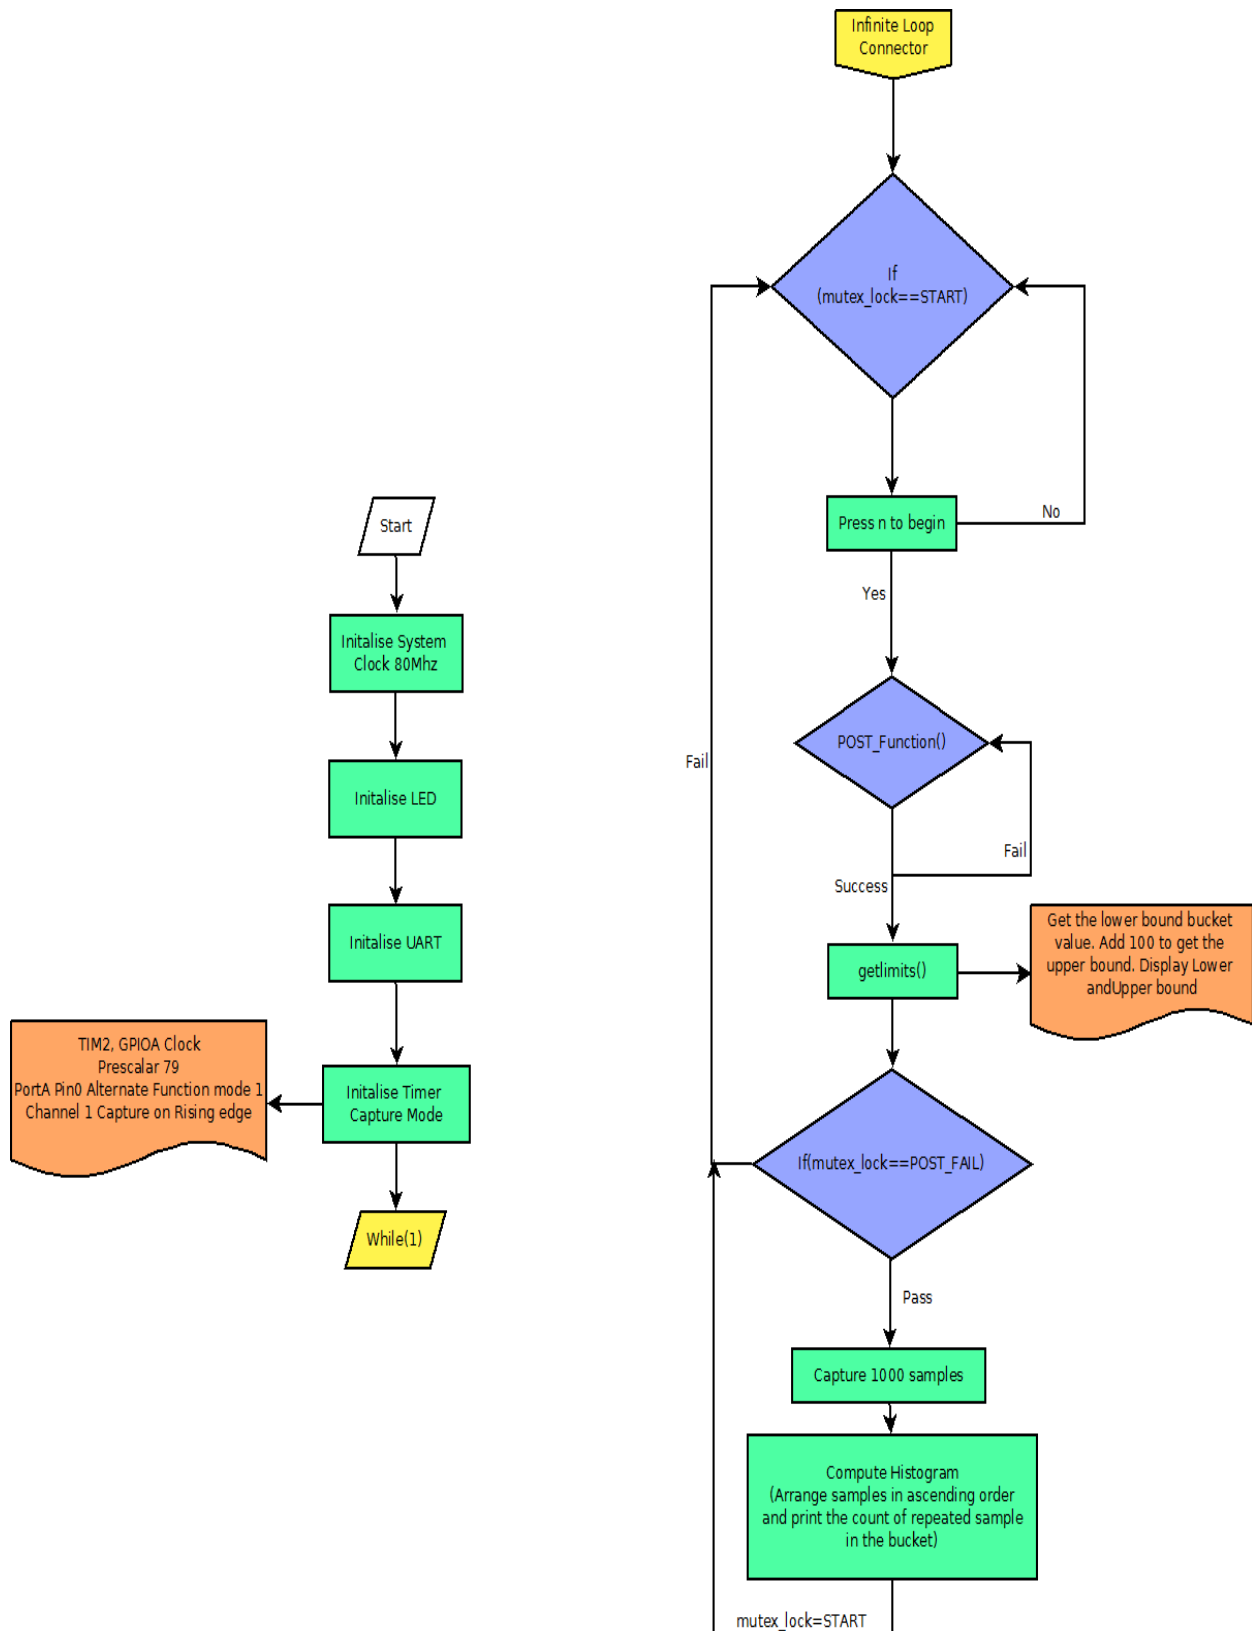 Infinite Loop
Connector
If
(mutex_lock==START)
Press n to begin
No
Yes
POST_Function()
Fail
Fail
Success
getlimits()
Get the lower bound bucket
value. Add 100 to get the
upper bound. Display Lower
andUpper bound
If(mutex_lock==POST_FAIL)
Pass
Capture 1000 samples
Compute Histogram
(Arrange samples in ascending order
and print the count of repeated sample
in the bucket)
mutex_lock=START
Start
Initalise System
Clock 80Mhz
Initalise LED
Initalise UART
Initalise Timer
Capture Mode
TIM2, GPIOA Clock
Prescalar 79
PortA Pin0 Alternate Function mode 1
Channel 1 Capture on Rising edge
While(1)